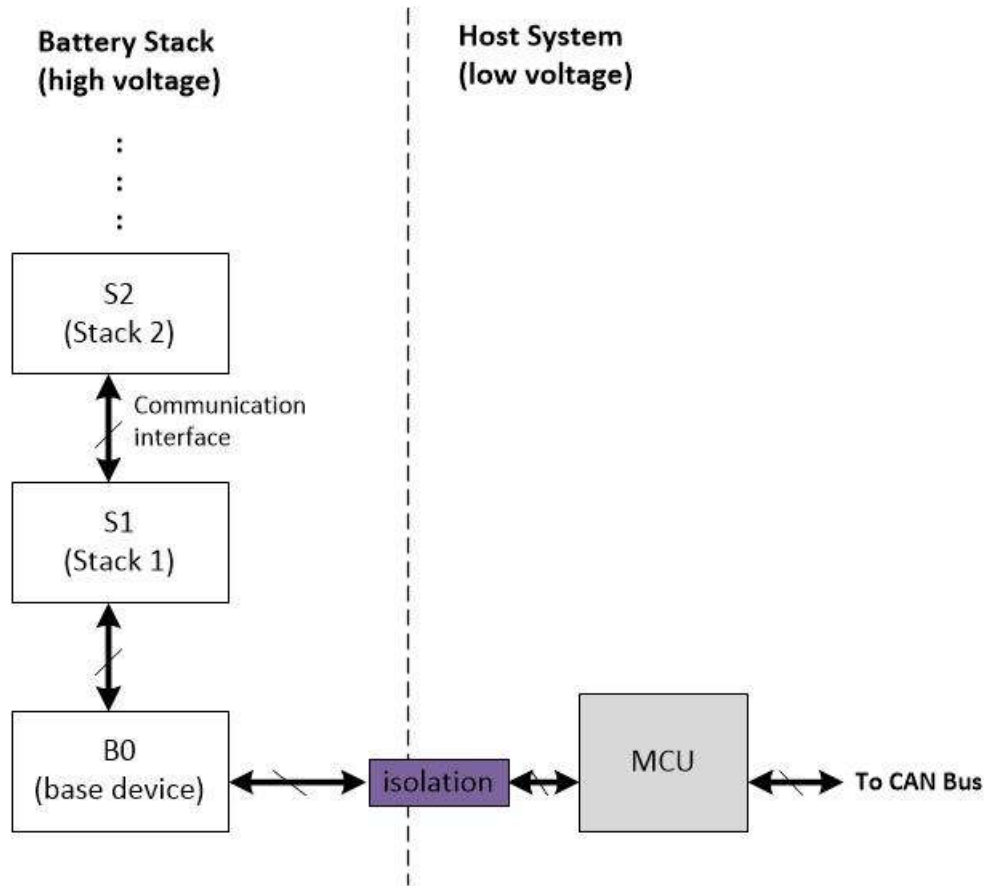 Battery Stack
(high voltage)
Host System
(low voltage)
S2
(Stack 2)
Communication
interface
S1
(Stack 1)
B0
(base device)
isolation
MCU
To CAN Bus